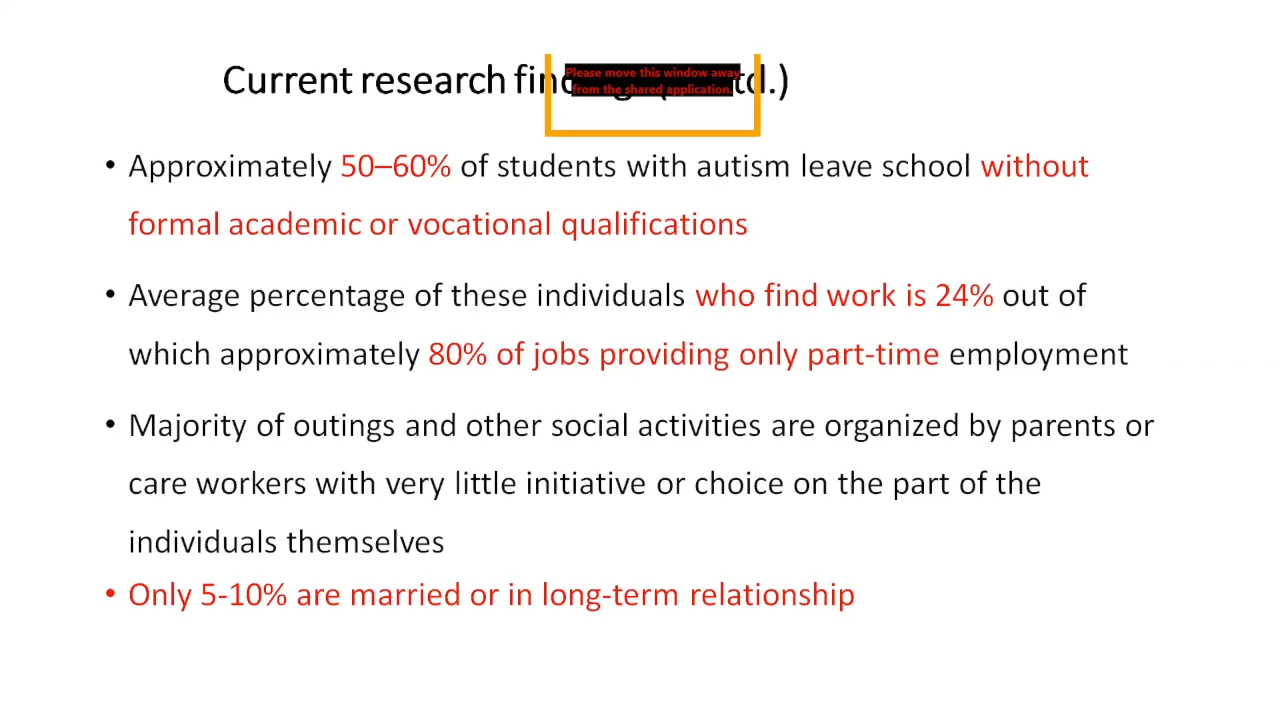 Current research
Please move this window away
from the shared application.
• Approximately 50–60% of students with autism leave school without
formal academic or vocational qualifications
• Average percentage of these individuals who find work is 24% out of
which approximately 80% of jobs providing only part-time employment
• Majority of outings and other social activities are organized by parents or
care workers with very little initiative or choice on the part of the
individuals themselves
• Only 5-10% are married or in long-term relationship